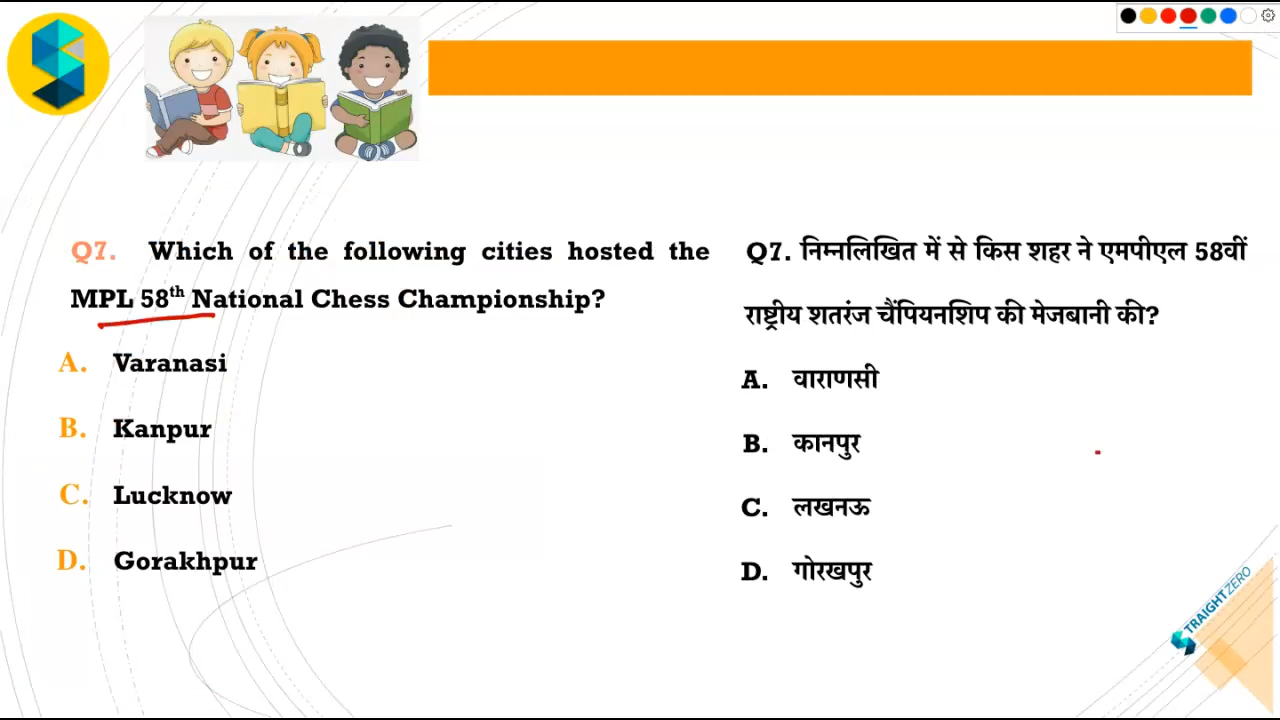 Q7. Which of the following cities hosted the
MPL 58th National Chess Championship?
A. Varanasi
B. Kanpur
C. Lucknow
D. Gorakhpur
Q7. निम्नलिखित में से किस शहर ने एमपीएल 58वीं
राष्ट्रीय शतरंज चैंपियनशिप की मेजबानी की?
A. वाराणसी
B. कानपुर
C. लखनऊ
D. गोरखपुर
TRAIGHTZERO